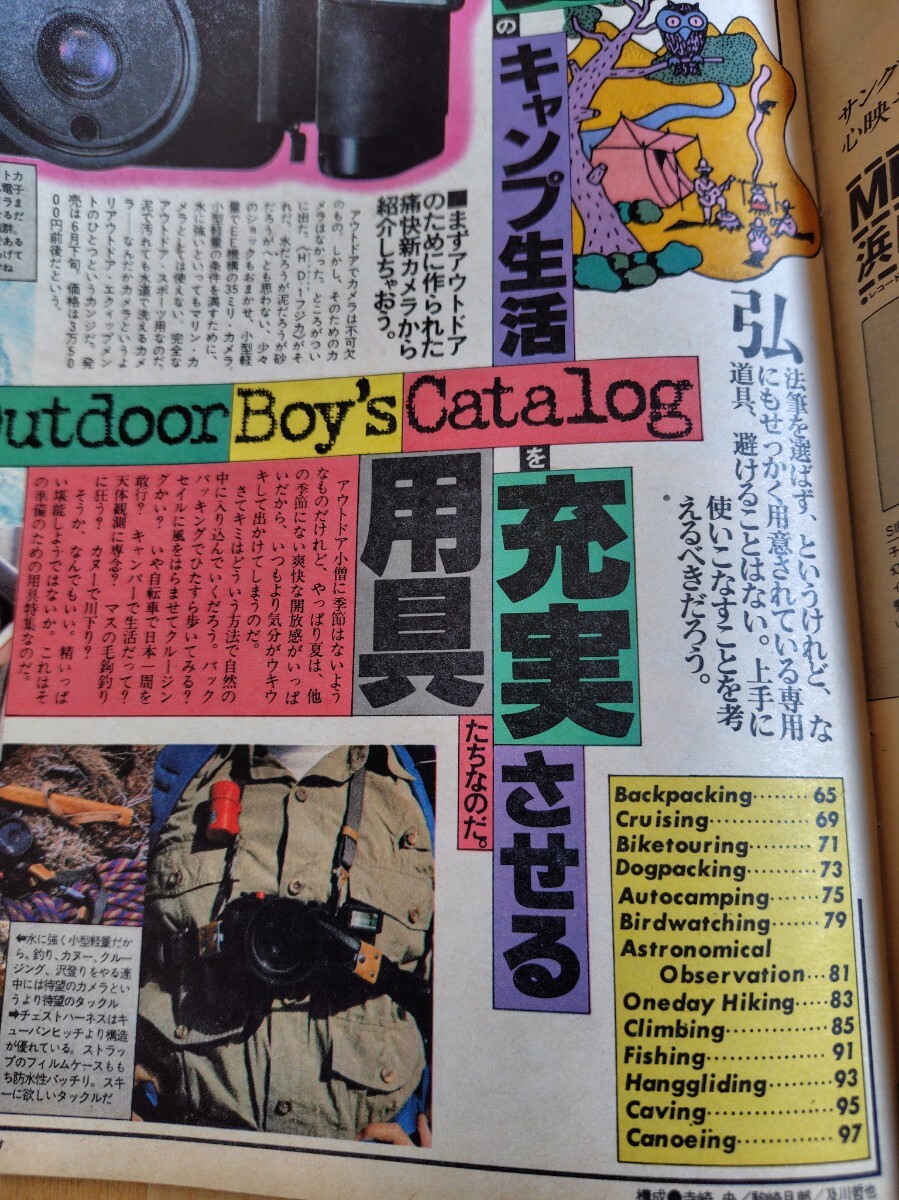 のキャンプ生活
を
充実
させる
用具
たちなのだ。
Outdoor Boy's Catalog
弘法筆を選ばず、というけれど、な
にもせっかく用意されている専用
道具、避けることはない。上手に
使いこなすことを考
えるべきだろう。
■まずアウトドア
のために作られた
痛快新カメラから
紹介しちゃおう。
アウトドアでカメラは不可欠
のもの。しかし、そのためのカ
メラはなかった。ところがつい
に出た。〈HD-1フジカ〉がそ
れだ。水だろうが泥だろうが砂
だろうがへとも思わない、少々
のショックもおまかせ、小型軽
量でEE機構の35ミリ・カメラ。
小型軽量の条件を満すために、
水に強いといってもマリン・カ
メラとしては使えない、完全な
アウトドア・スポーツ用なのだ。
泥で汚れても水道で洗えるカメ
ラ——なんだかカメラというよ
りアウトドア・エクイップメン
トのひとつというカンジだ。発
売は6月下旬。価格は3万50
00円前後だという。
アウトドア小僧に季節はないよう
なものだけれど、やっぱり夏は、他
の季節にない爽快な開放感がいっぱ
いだから、いつもより気分がウキウ
キして出かけてしまうのだ。
さてキミはどういう方法で自然の
中に入り込んでいくだろう。バック
パッキングでひたすら歩いてみる?
セイルに風をはらませてクルージン
グかい? いや自転車で日本一周を
敢行? キャンパーで生活だって?
天体観測に専念? マスの毛鉤釣り
に狂う? カヌーで川下り?
そうか、なんでもいい。精いっぱ
い堪能しようではないか。これはそ
の準備のための用具特集なのだ。
⬅水に強く小型軽量だか
ら、釣り、カヌー、クルー
ジング、沢登りをやる連
中には待望のカメラとい
うより待望のタックル
➡チェストハーネスはキ
ューバンヒッチより構造
が優れている。ストラッ
プのフィルムケースもも
ち防水性バッチリ。スキ
ーに欲しいタックルだ
Backpacking········65
Cruising··············69
Biketouring·········71
Dogpacking········73
Autocamping······75
Birdwatching·······79
Astronomical
Observation···81
Oneday Hiking····83
Climbing·············85
Fishing···············91
Hanggliding········93
Caving···············95
Canoeing············97
サング
心映
浜
●レコード